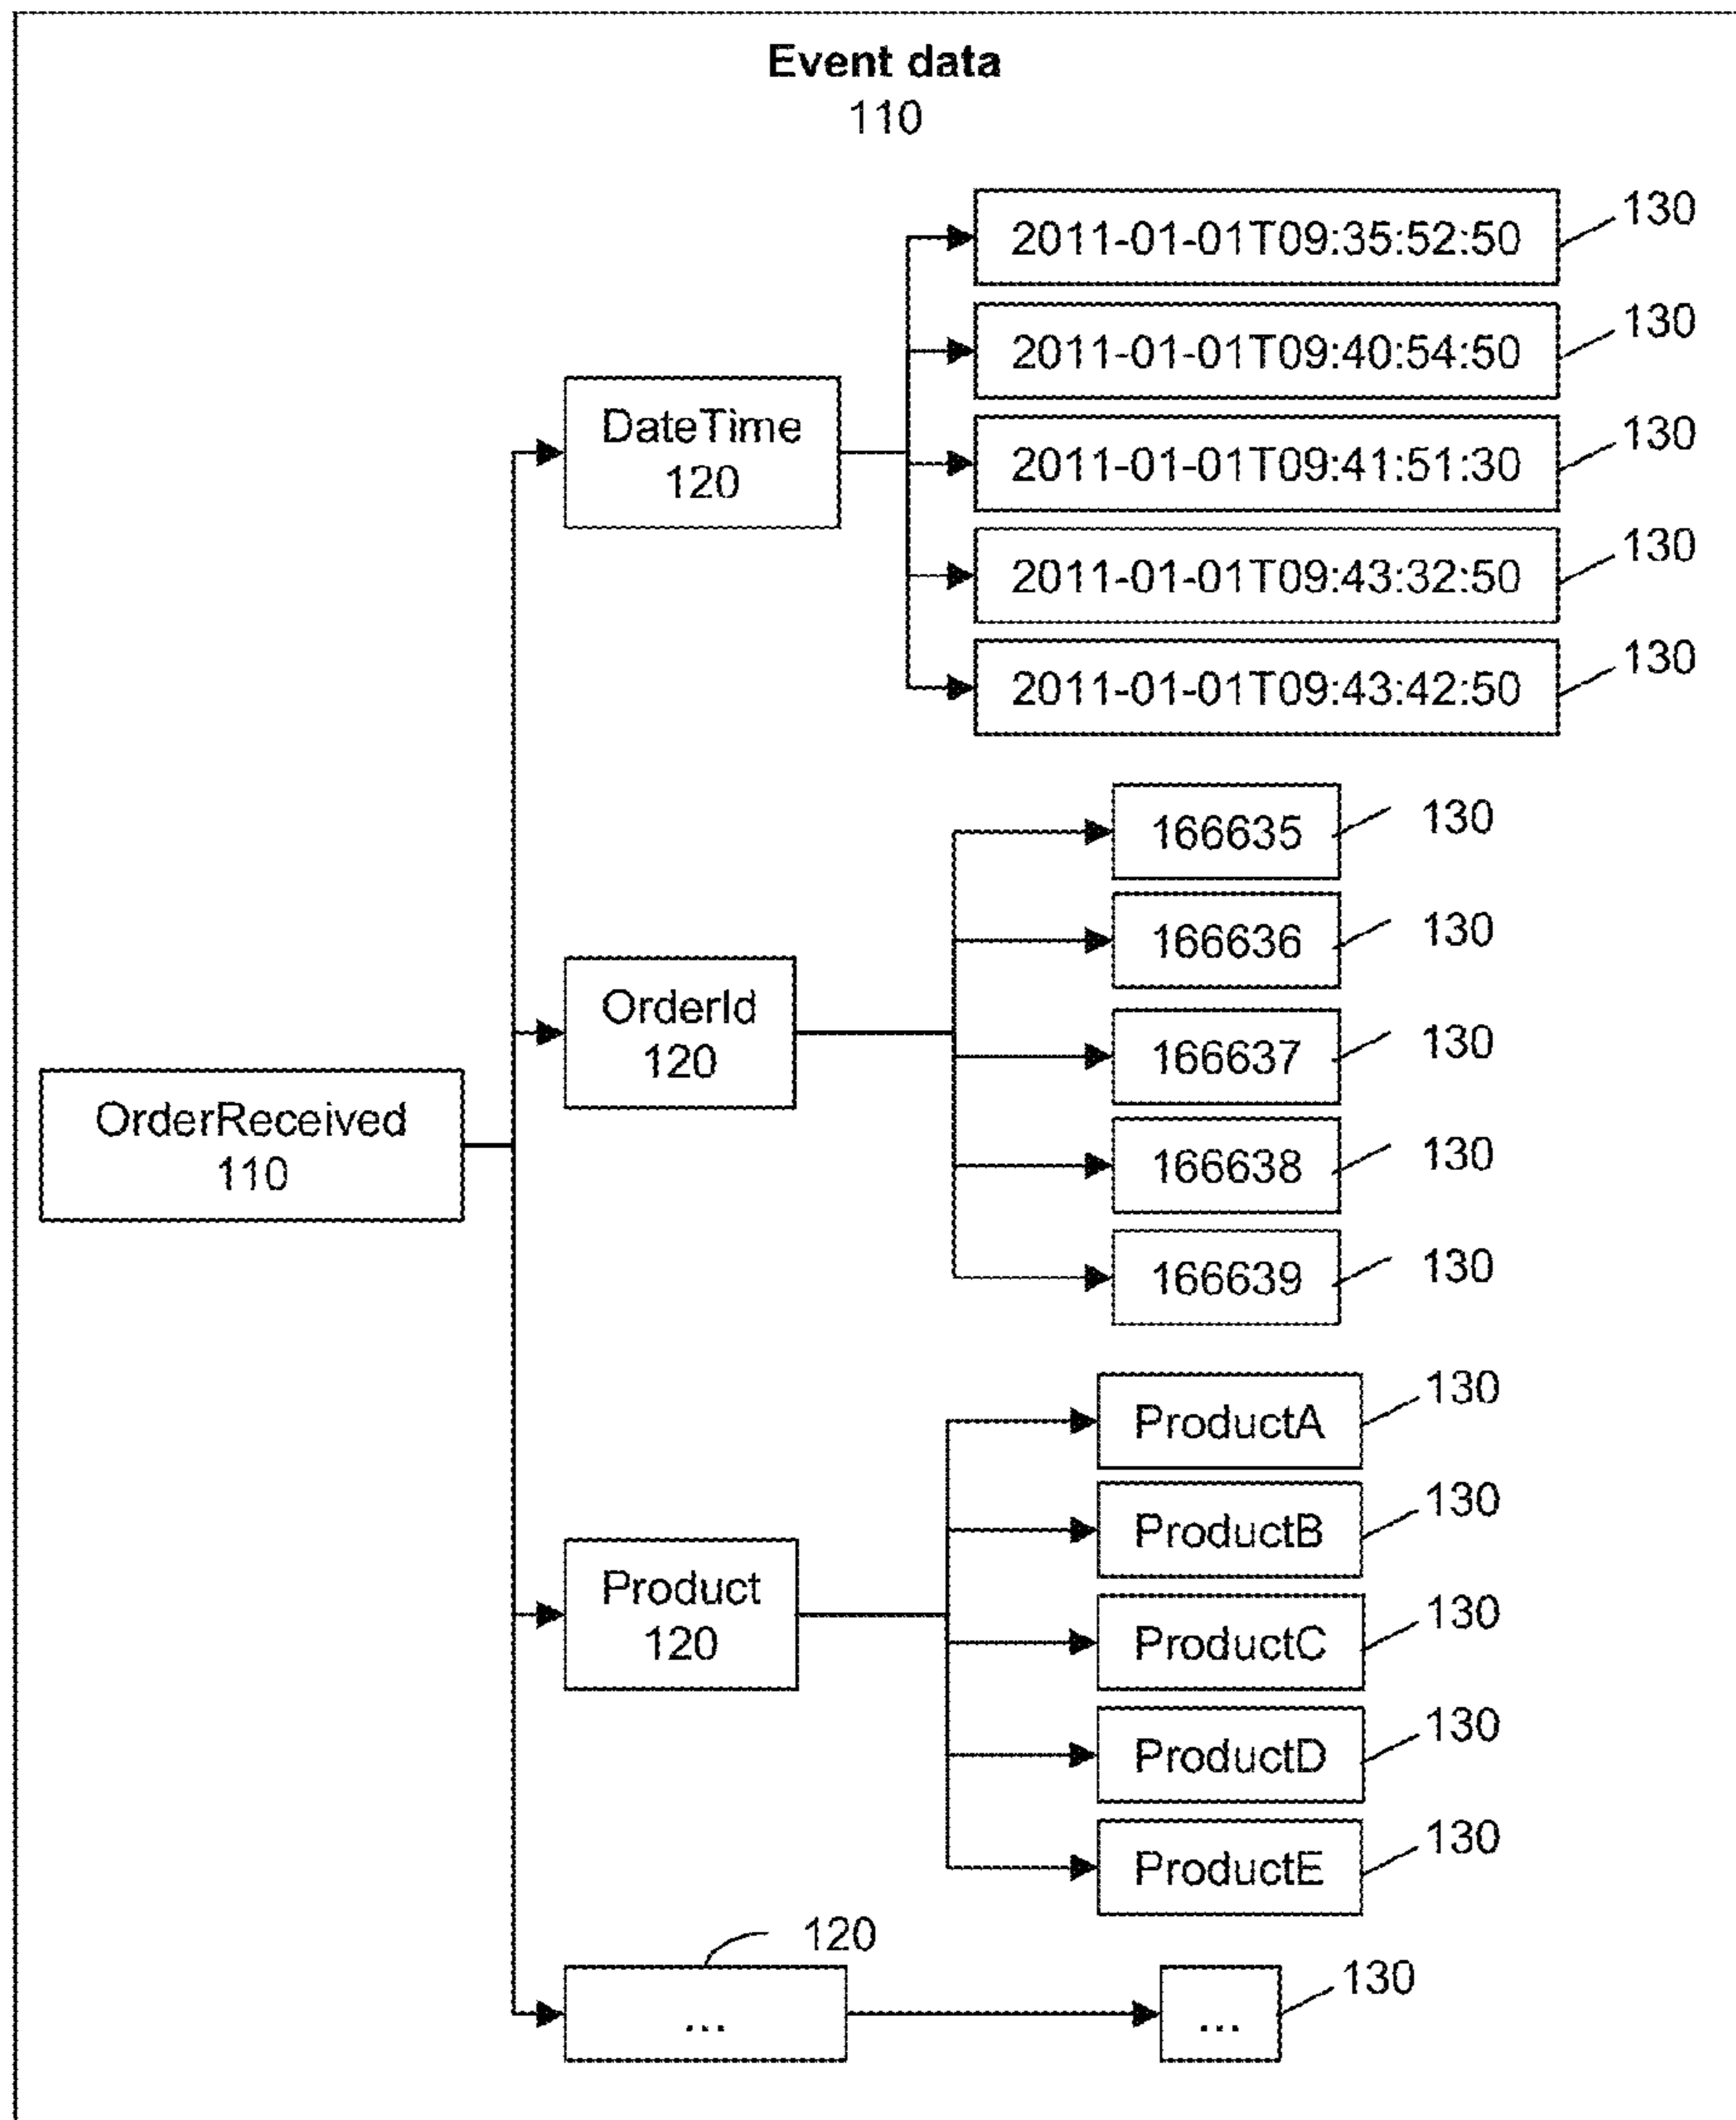 Event data
110
2011-01-01T09:35:52:50
130
2011-01-01T09:40:54:50
130
DateTime
120
2011-01-01T09:41:51:30
130
2011-01-01T09:43:32:50
130
2011-01-01T09:43:42:50
130
166635
130
166636
130
OrderId
120
166637
130
OrderReceived
110
166638
130
166639
130
ProductA
130
ProductB
130
Product
120
ProductC
130
ProductD
130
ProductE
130
120
...
...
130